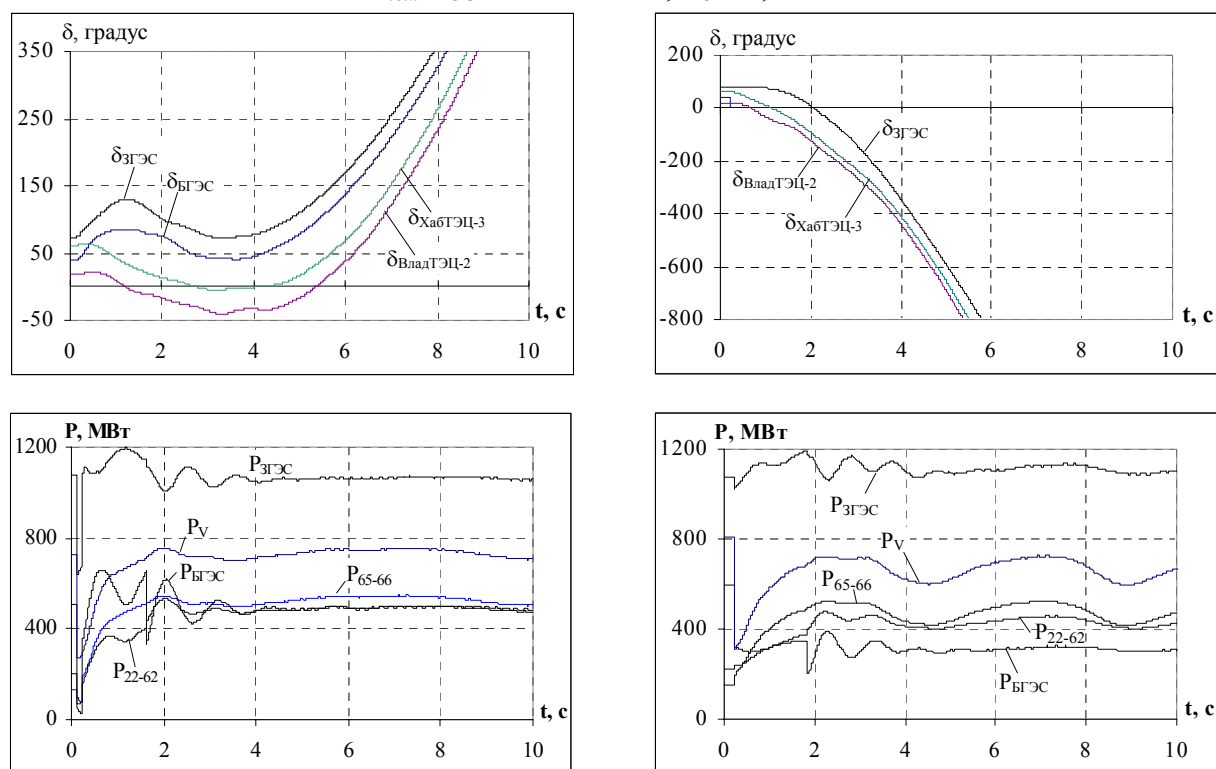 δ, градус
350
250
150
50
-50
δЗГЭС
δБГЭС
δХабТЭЦ-3
δВладТЭЦ-2
t, с
0 2 4 6 8 10
δ, градус
200
0
-200
-400
-600
-800
δЗГЭС
δВладТЭЦ-2
δХабТЭЦ-3
t, с
0 2 4 6 8 10
P, МВт
1200
800
400
0
PЗГЭС
PV
PБГЭС
P65-66
P22-62
t, с
0 2 4 6 8 10
P, МВт
1200
800
400
0
PЗГЭС
PV
P65-66
P22-62
PБГЭС
t, с
0 2 4 6 8 10